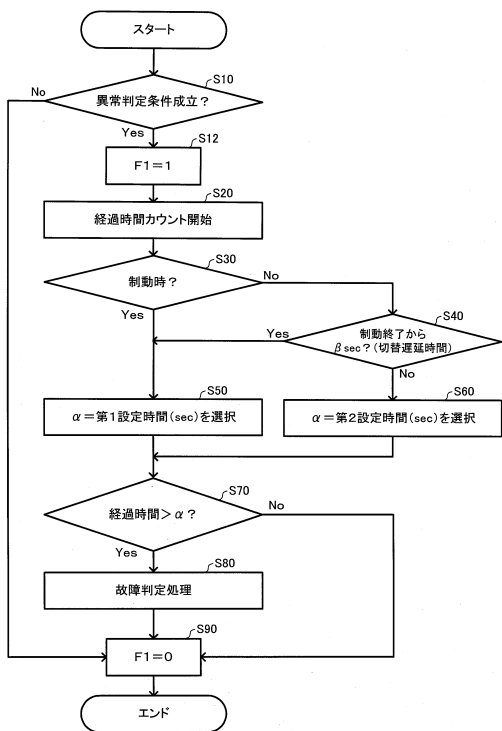 スタート
S10
No
異常判定条件成立？
Yes
S12
F1＝1
S20
経過時間カウント開始
S30
制動時？
No
Yes
S40
Yes
制動終了から
βsec？(切替遅延時間)
No
S50
α＝第1設定時間(sec)を選択
S60
α＝第2設定時間(sec)を選択
S70
経過時間＞α？
No
Yes
S80
故障判定処理
S90
F1＝0
エンド